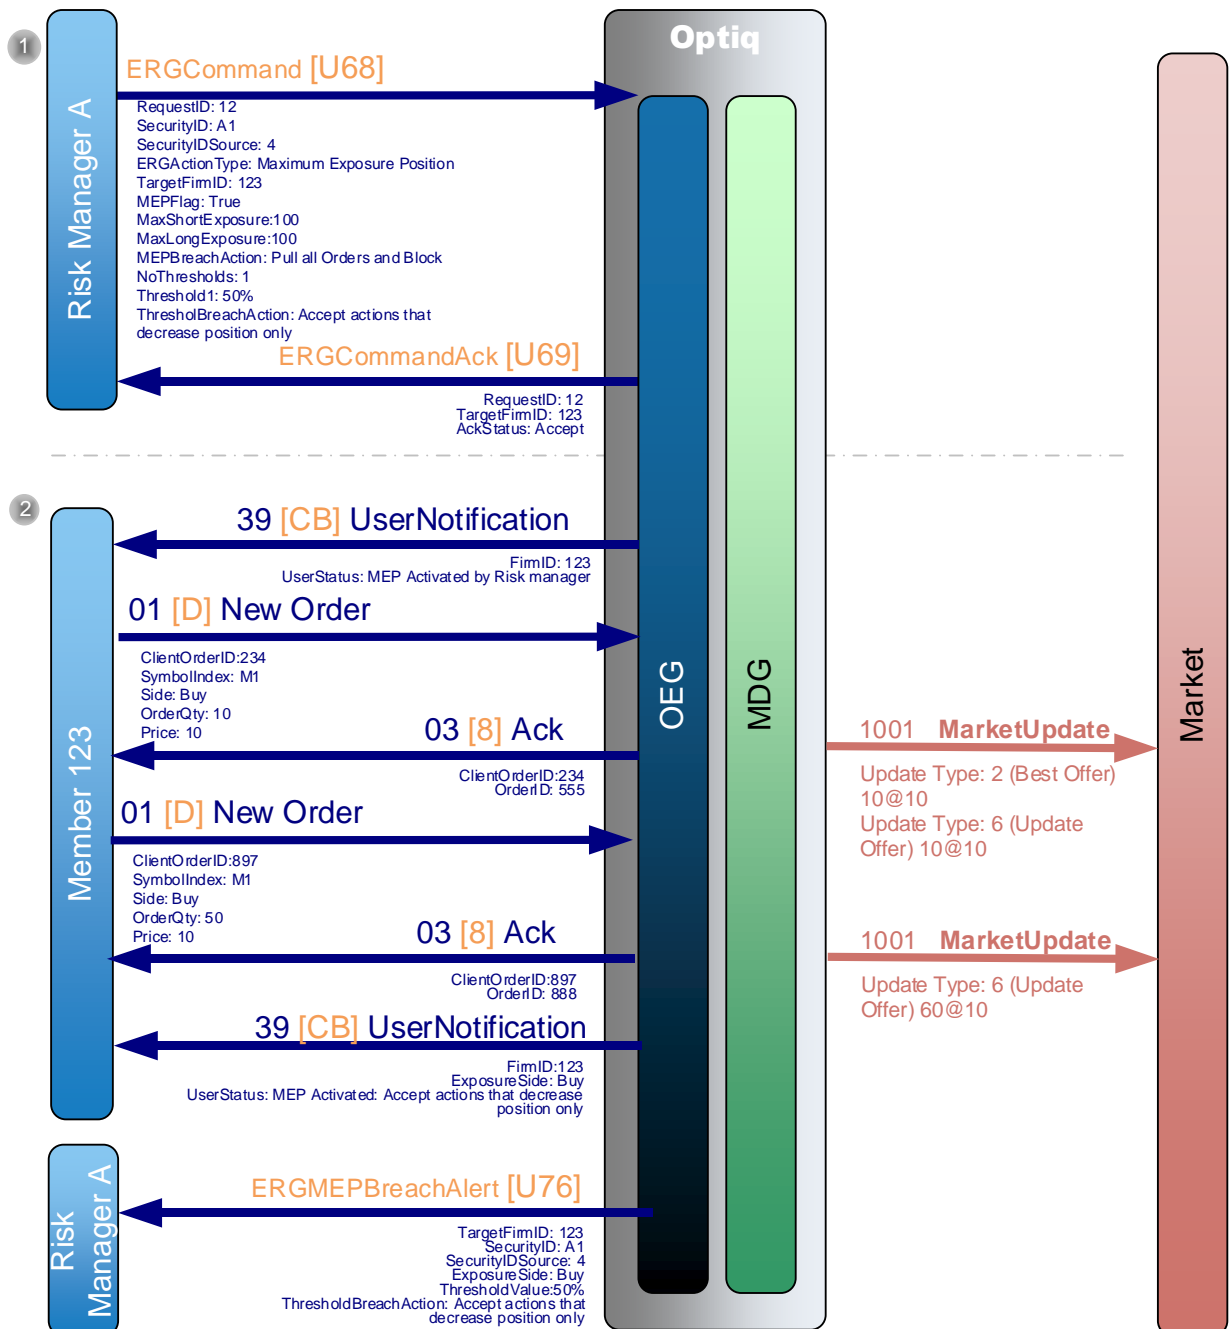 Optiq
1
Risk Manager A
ERGCommand [U68]
RequestID: 12
SecurityID: A1
SecurityIDSource: 4
ERGActionType: Maximum Exposure Position
TargetFirmID: 123
MEPFlag: True
MaxShortExposure:100
MaxLongExposure:100
MEPBreachAction: Pull all Orders and Block
NoThresholds: 1
Threshold1: 50%
ThresholBreachAction: Accept actions that
decrease position only
ERGCommandAck [U69]
RequestID: 12
TargetFirmID: 123
AckStatus: Accept
2
Member 123
39 [CB] UserNotification
FirmID: 123
UserStatus: MEP Activated by Risk manager
01 [D] New Order
ClientOrderID:234
SymbolIndex: M1
Side: Buy
OrderQty: 10
Price: 10
03 [8] Ack
ClientOrderID:234
OrderID: 555
01 [D] New Order
ClientOrderID:897
SymbolIndex: M1
Side: Buy
OrderQty: 50
Price: 10
03 [8] Ack
ClientOrderID:897
OrderID: 888
39 [CB] UserNotification
FirmID:123
ExposureSide: Buy
UserStatus: MEP Activated: Accept actions that decrease
position only
OEG
MDG
1001 MarketUpdate
Update Type: 2 (Best Offer)
10@10
Update Type: 6 (Update
Offer) 10@10
1001 MarketUpdate
Update Type: 6 (Update
Offer) 60@10
Market
Risk
Manager A
ERGMEPBreachAlert [U76]
TargetFirmID: 123
SecurityID: A1
SecurityIDSource: 4
ExposureSide: Buy
ThresholdValue:50%
ThresholdBreachAction: Accept actions that
decrease position only